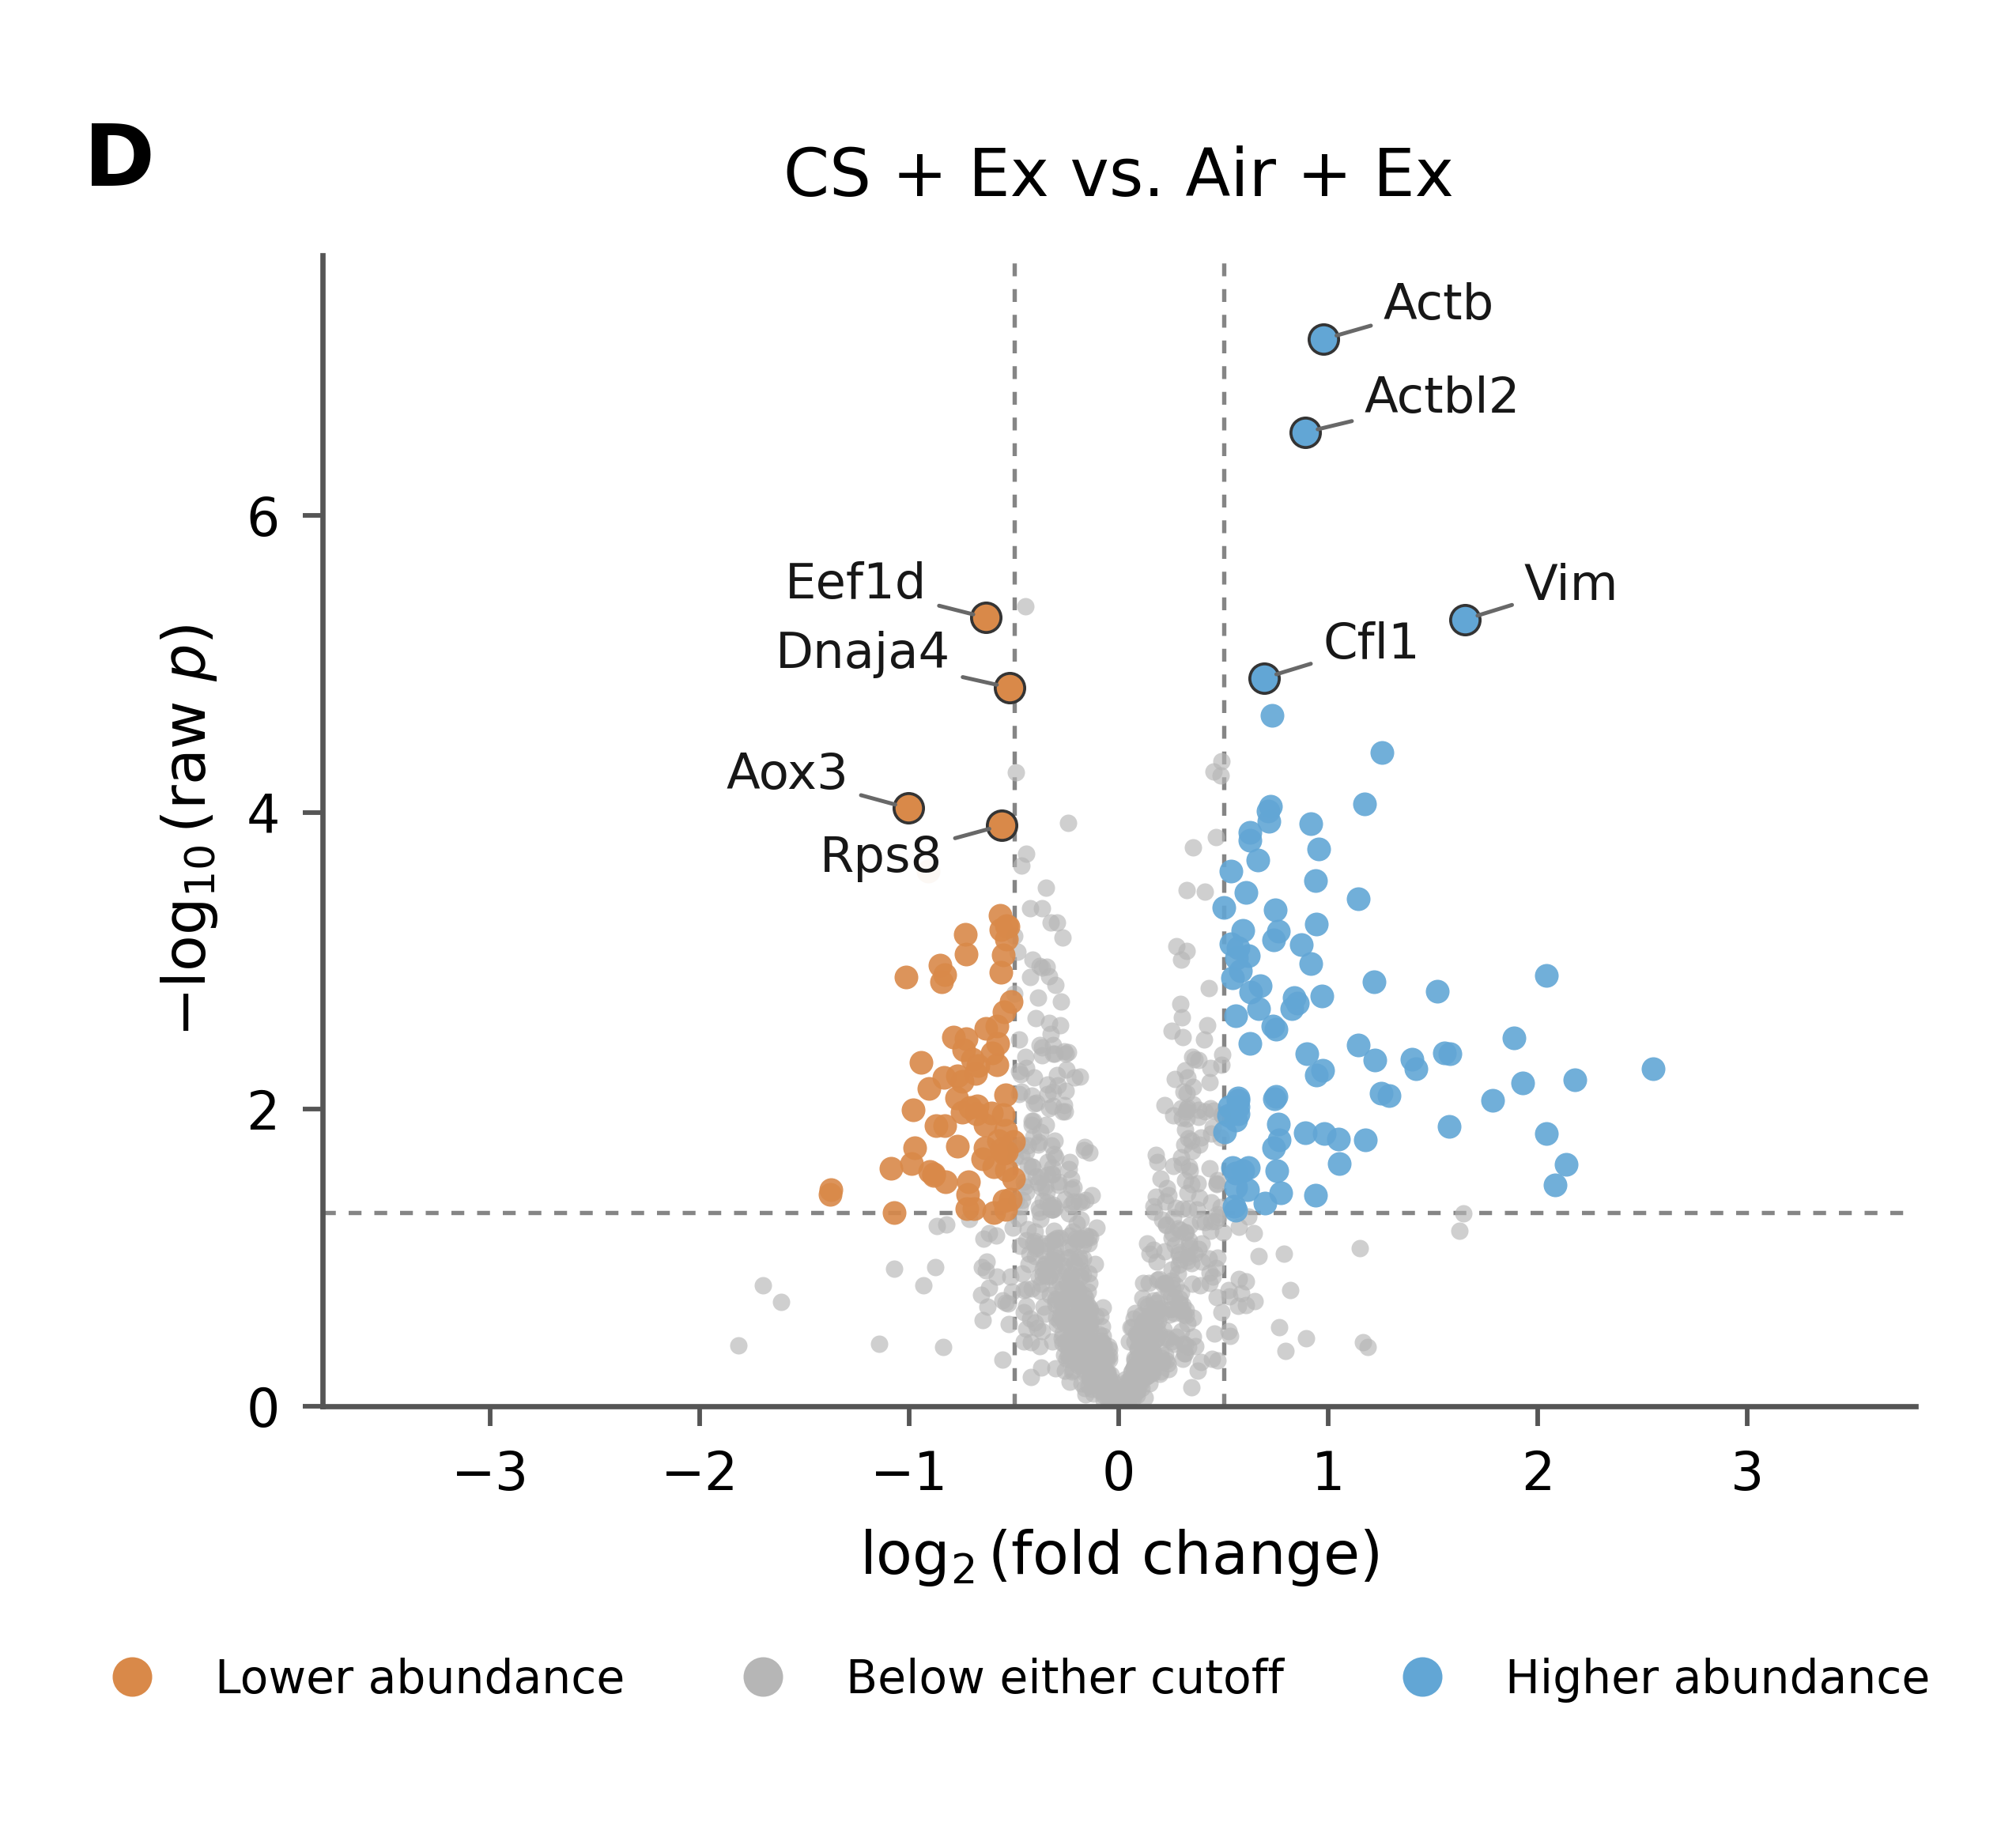 D
CS + Ex vs. Air + Ex
Actb
Actbl2
6
Eef1d
Vim
Cfl1
Dnaja4
Aox3
4
Rps8
−log₁₀ (raw p)
2
0
−3 −2 −1 0 1 2 3
log₂ (fold change)
Lower abundance Below either cutoff Higher abundance